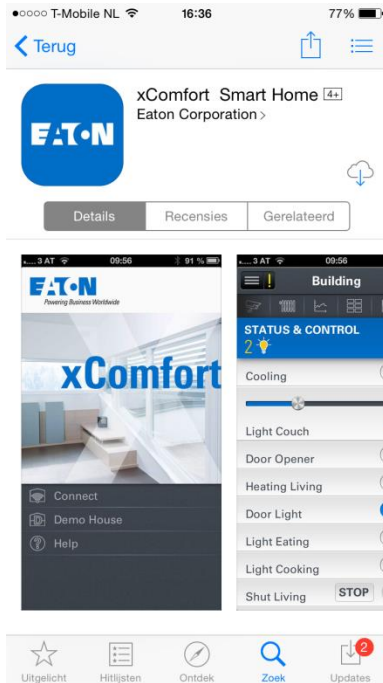 T-Mobile NL 16:36 77%
Terug
xComfort Smart Home 4+
Eaton Corporation >
EATON
Details Recensies Gerelateerd
3 AT 09:56 91 %
EATON
Powering Business Worldwide
xComfort
Connect
Demo House
Help
3 AT 09:56
Building
STATUS & CONTROL
2
Cooling
Light Couch
Door Opener
Heating Living
Door Light
Light Eating
Light Cooking
Shut Living STOP
2
Uitgelicht Hitlijsten Ontdek Zoek Updates